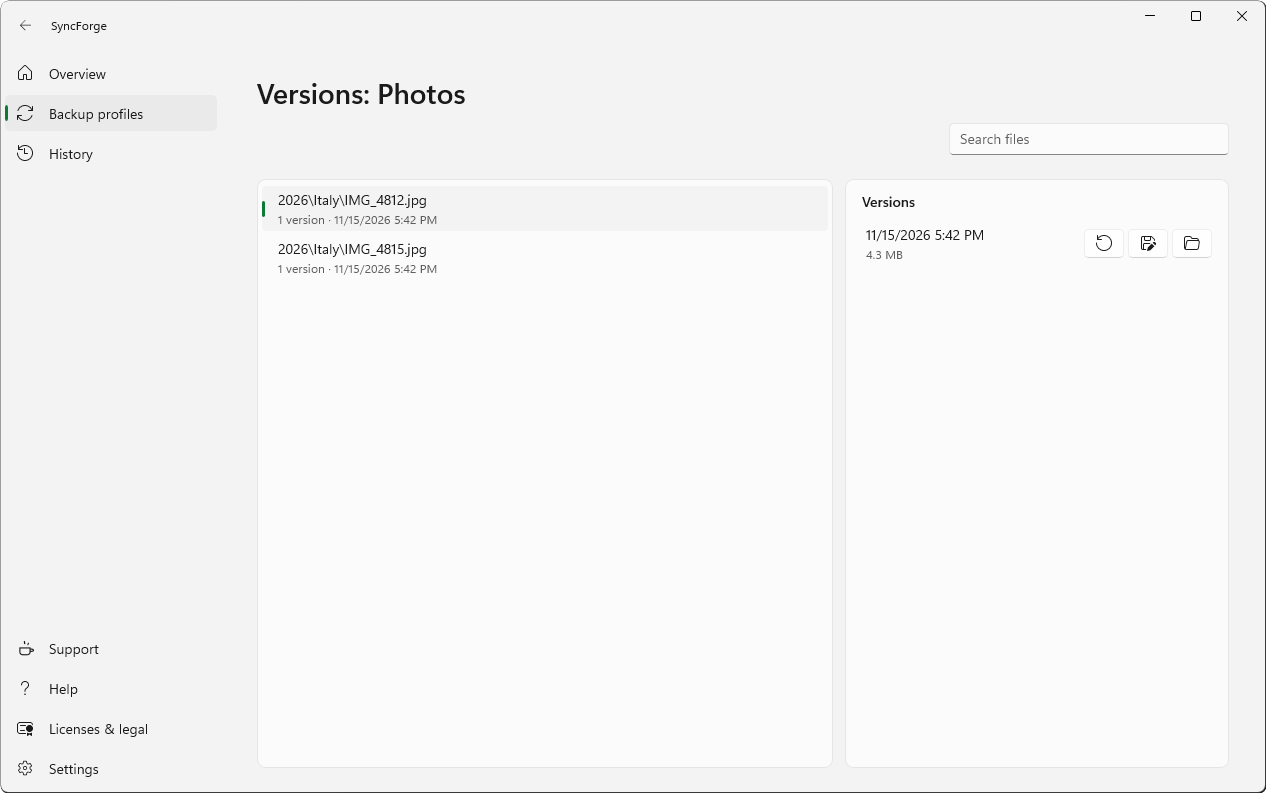 SyncForge
Overview
Backup profiles
History
Support
Help
Licenses & legal
Settings
Versions: Photos
Search files
2026\Italy\IMG_4812.jpg
1 version · 11/15/2026 5:42 PM
2026\Italy\IMG_4815.jpg
1 version · 11/15/2026 5:42 PM
Versions
11/15/2026 5:42 PM
4.3 MB